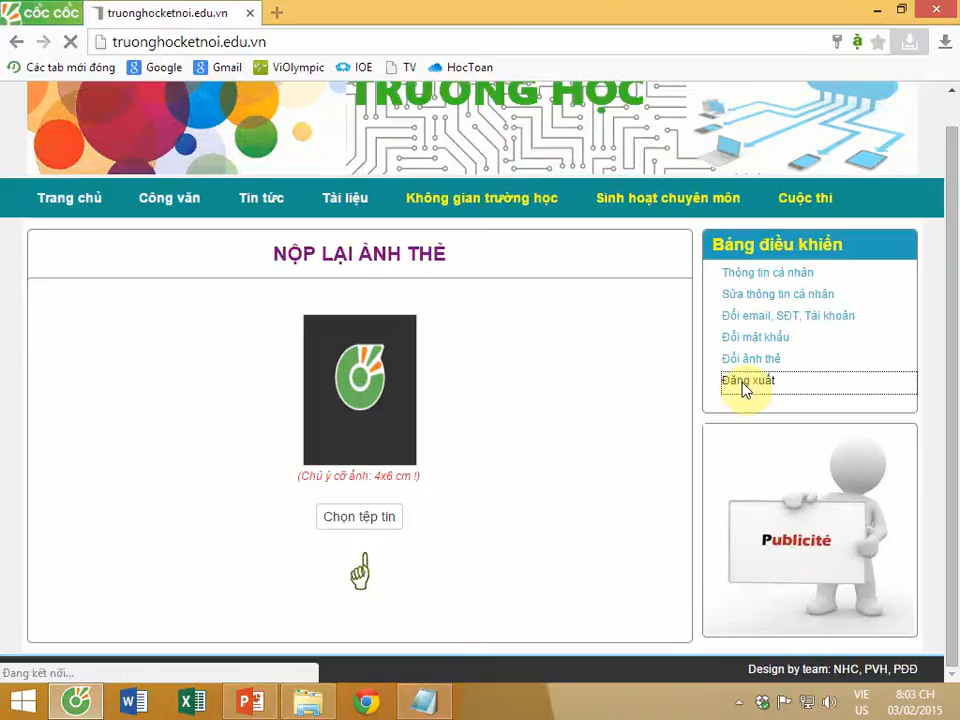 CỐC CỐC
truonghocketnoi.edu.vn
truonghocketnoi.edu.vn
Các tab mới đóng
Google
Gmail
ViOlympic
IOE
TV
HocToan
TRƯỜNG HỌC
Trang chủ
Công văn
Tin tức
Tài liệu
Không gian trường học
Sinh hoạt chuyên môn
Cuộc thi
NỘP LẠI ẢNH THẺ
(Chú ý cỡ ảnh: 4x6 cm !)
Chọn tệp tin
Bảng điều khiển
Thông tin cá nhân
Sửa thông tin cá nhân
Đổi email, SĐT, Tài khoản
Đổi mật khẩu
Đổi ảnh thẻ
Đăng xuất
Publicité
Đang kết nối...
Design by team: NHC, PVH, PĐĐ
VIE
US
8:03 CH
03/02/2015